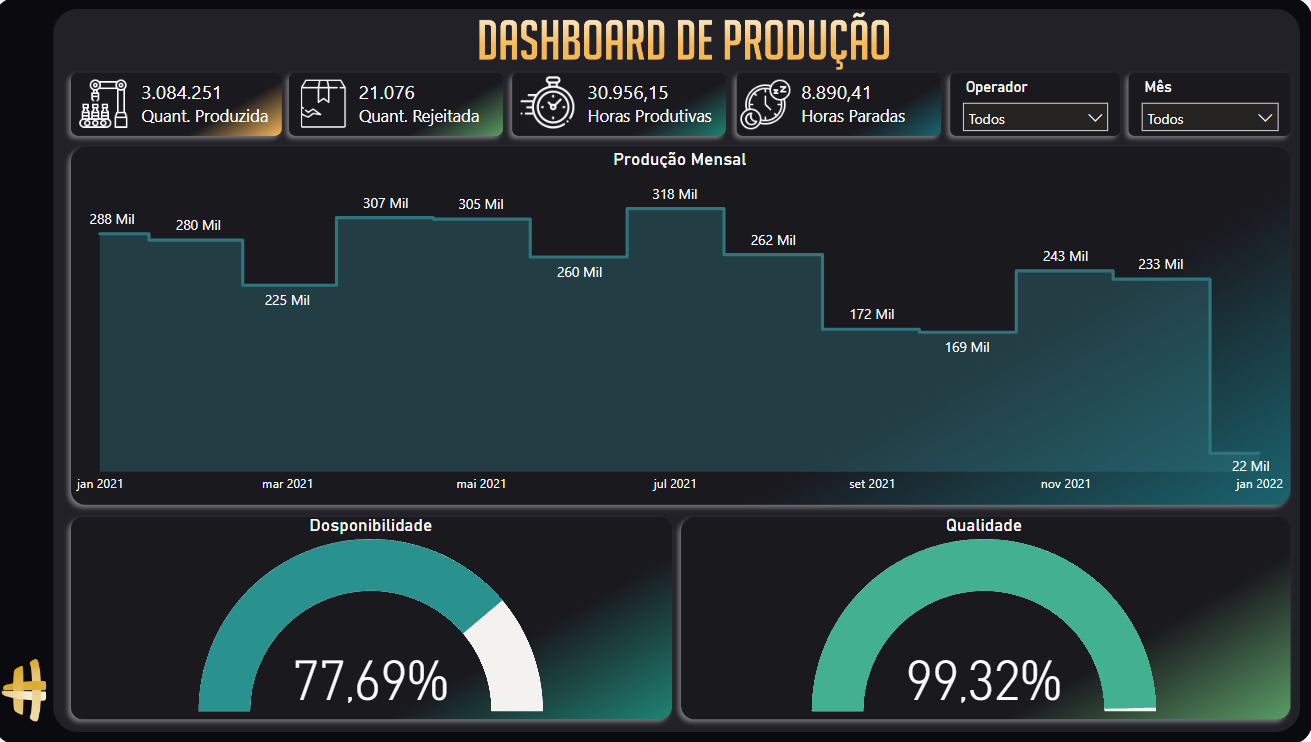 DASHBOARD DE PRODUÇÃO
3.084.251
Quant. Produzida
21.076
Quant. Rejeitada
30.956,15
Horas Produtivas
8.890,41
Horas Paradas
Operador
Todos
Mês
Todos
Produção Mensal
288 Mil
280 Mil
225 Mil
307 Mil
305 Mil
260 Mil
318 Mil
262 Mil
172 Mil
169 Mil
243 Mil
233 Mil
22 Mil
jan 2021
mar 2021
mai 2021
jul 2021
set 2021
nov 2021
jan 2022
Dosponibilidade
77,69%
Qualidade
99,32%